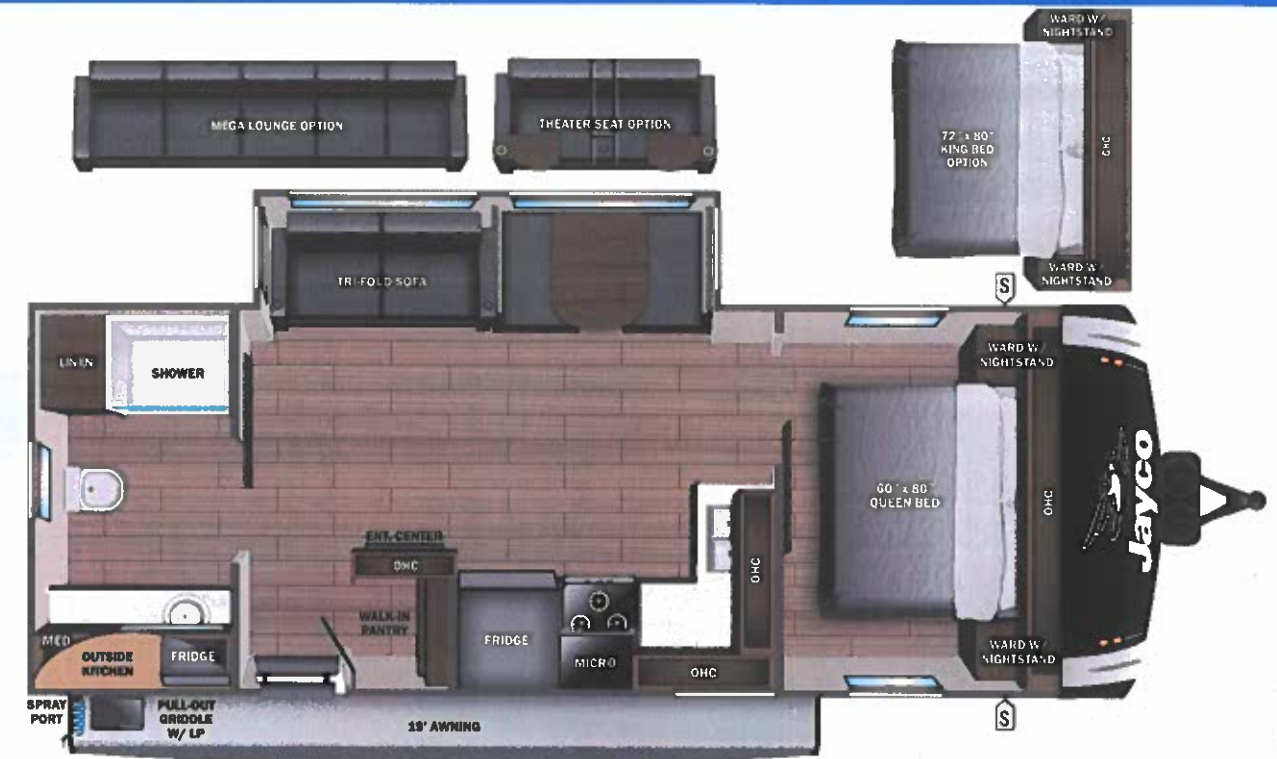 WARD W/
NIGHTSTAND
MEGA LOUNGE OPTION
THEATER SEAT OPTION
72" x 80"
KING BED
OPTION
OHC
WARD W/
NIGHTSTAND
S
TRI-FOLD SOFA
LINEN
SHOWER
WARD W/
NIGHTSTAND
60" x 80"
QUEEN BED
OHC
Jayco
ENT. CENTER
OHC
OHC
WALK-IN
PANTRY
FRIDGE
MICRO
OHC
MED
OUTSIDE
KITCHEN
FRIDGE
WARD W/
NIGHTSTAND
SPRAY
PORT
PULL-OUT
GRIDDLE
W/ LP
S